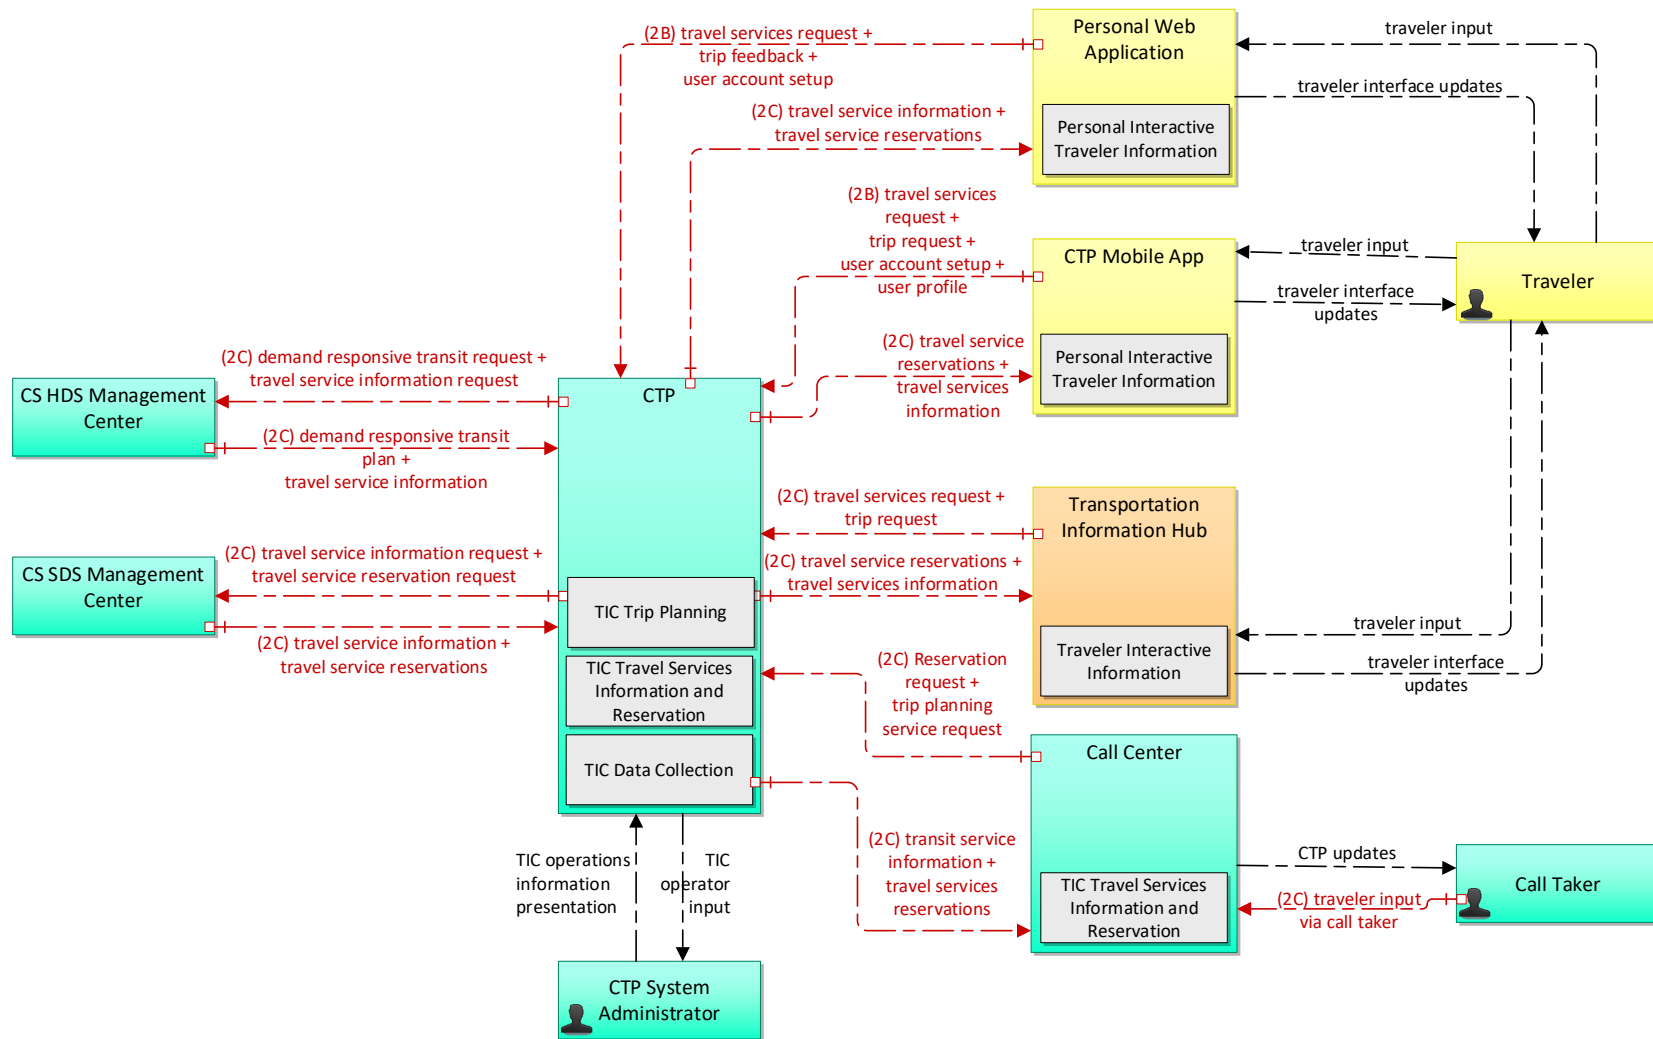 (2B) travel services request +
trip feedback +
user account setup
Personal Web
Application
traveler input
traveler interface updates
(2C) travel service information +
travel service reservations
Personal Interactive
Traveler Information
(2B) travel services
request +
trip request +
user account setup +
user profile
CTP Mobile App
traveler input
traveler interface
updates
Traveler
(2C) travel service
reservations +
travel services
information
Personal Interactive
Traveler Information
CS HDS Management
Center
(2C) demand responsive transit request +
travel service information request
(2C) demand responsive transit
plan +
travel service information
CTP
(2C) travel services request +
trip request
Transportation
Information Hub
CS SDS Management
Center
(2C) travel service information request +
travel service reservation request
(2C) travel service information +
travel service reservations
(2C) travel service reservations +
travel services information
TIC Trip Planning
TIC Travel Services
Information and
Reservation
TIC Data Collection
Traveler Interactive
Information
traveler input
traveler interface
updates
(2C) Reservation
request +
trip planning
service request
Call Center
(2C) transit service
information +
travel services
reservations
TIC Travel Services
Information and
Reservation
CTP updates
(2C) traveler input
via call taker
Call Taker
TIC operations
information
presentation
TIC
operator
input
CTP System
Administrator